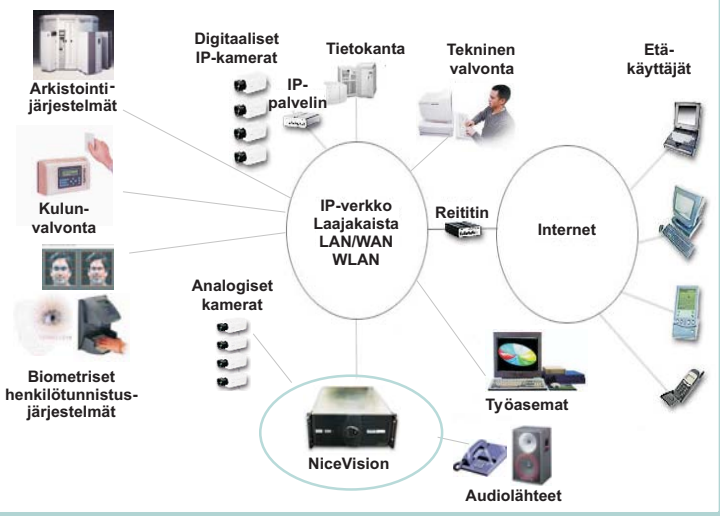 Digitaaliset
IP-kamerat
Tietokanta
Tekninen
valvonta
Etä-
käyttäjät
IP-
palvelin
Arkistointi-
järjestelmät
Kulun-
valvonta
IP-verkko
Laajakaista
LAN/WAN
WLAN
Reititin
Internet
Analogiset
kamerat
Biometriset
henkilötunnistus-
järjestelmät
Työasemat
NiceVision
Audiolähteet